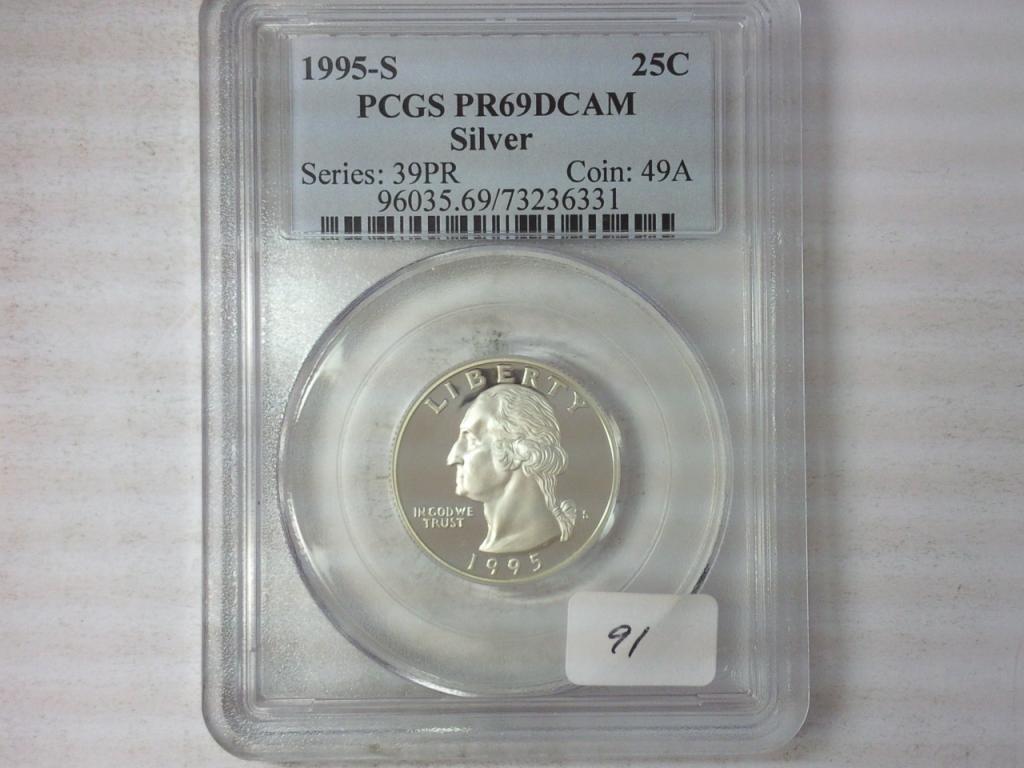 1995-S 25C
PCGS PR69DCAM
Silver
Series: 39PR Coin: 49A
96035.69/73236331
LIBERTY
IN GOD WE
TRUST
S
1995
91